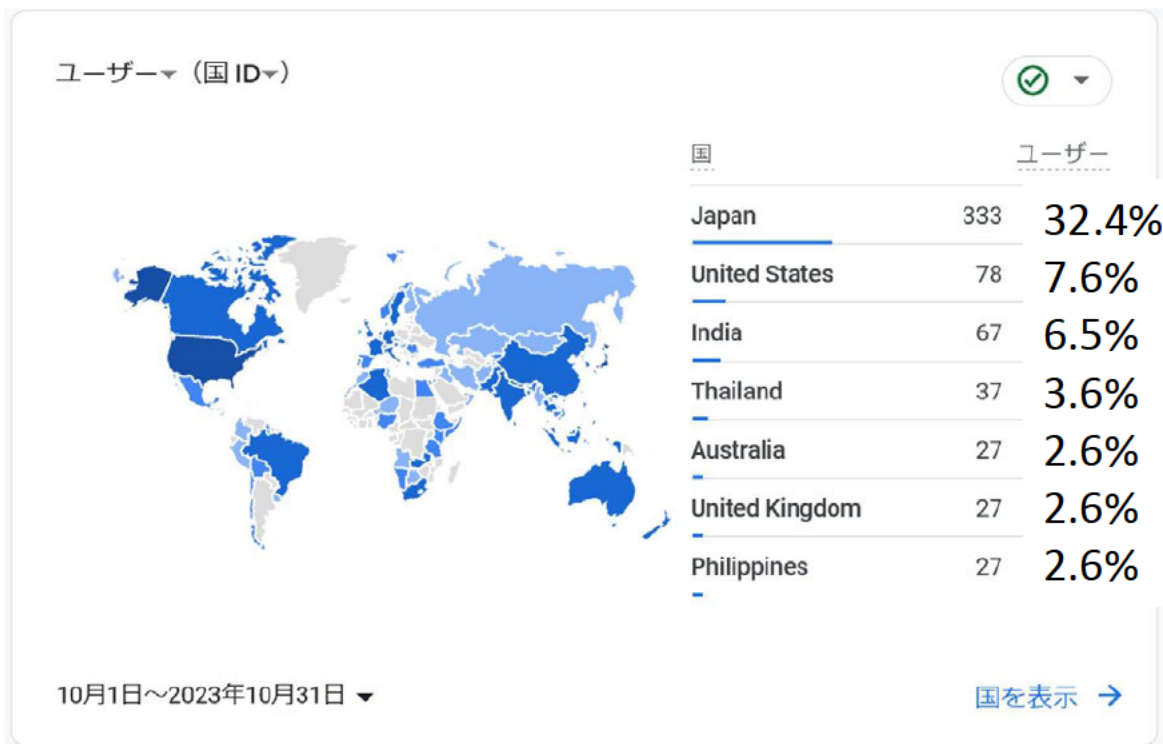 ユーザー（国 ID）
国 ユーザー
Japan 333 32.4%
United States 78 7.6%
India 67 6.5%
Thailand 37 3.6%
Australia 27 2.6%
United Kingdom 27 2.6%
Philippines 27 2.6%
10月1日～2023年10月31日
国を表示